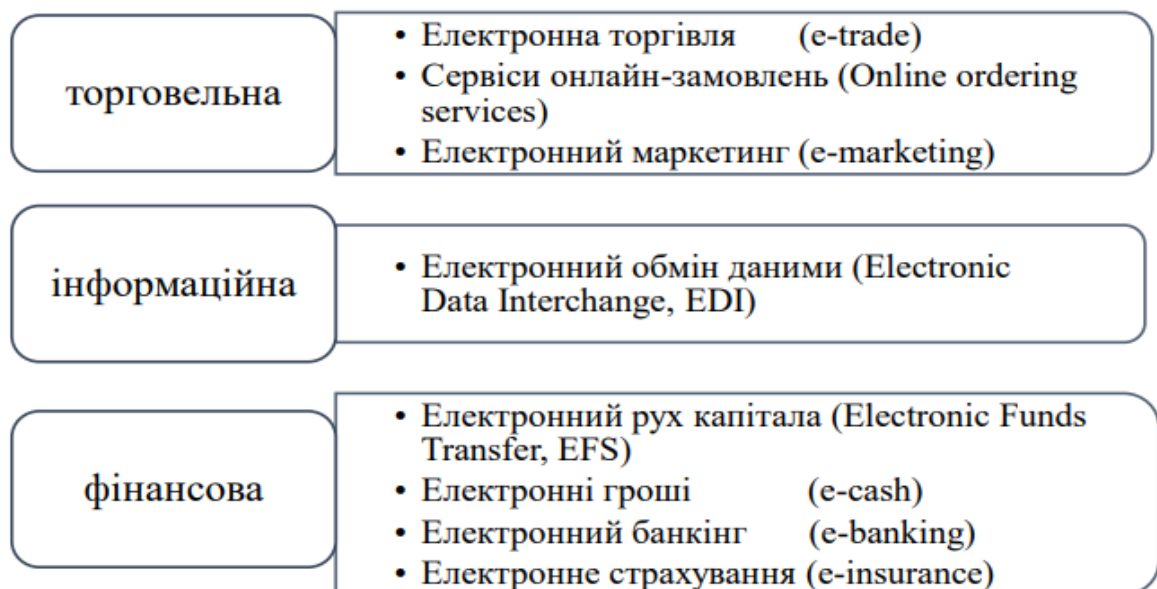 торговельна
• Електронна торгівля (e-trade)
• Сервіси онлайн-замовлень (Online ordering
services)
• Електронний маркетинг (e-marketing)
інформаційна
• Електронний обмін даними (Electronic
Data Interchange, EDI)
фінансова
• Електронний рух капітала (Electronic Funds
Transfer, EFS)
• Електронні гроші (e-cash)
• Електронний банкінг (e-banking)
• Електронне страхування (e-insurance)